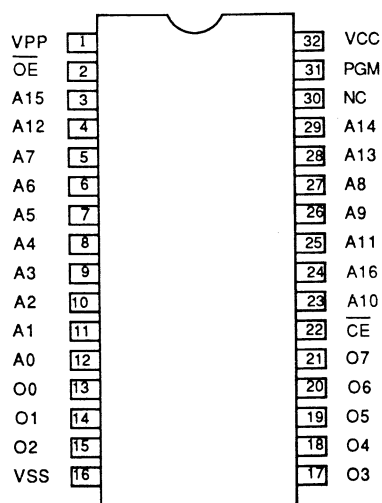 VPP 1 32 VCC
O̅E̅ 2 31 PGM
A15 3 30 NC
A12 4 29 A14
A7 5 28 A13
A6 6 27 A8
A5 7 26 A9
A4 8 25 A11
A3 9 24 A16
A2 10 23 A10
A1 11 22 C̅E̅
A0 12 21 O7
O0 13 20 O6
O1 14 19 O5
O2 15 18 O4
VSS 16 17 O3